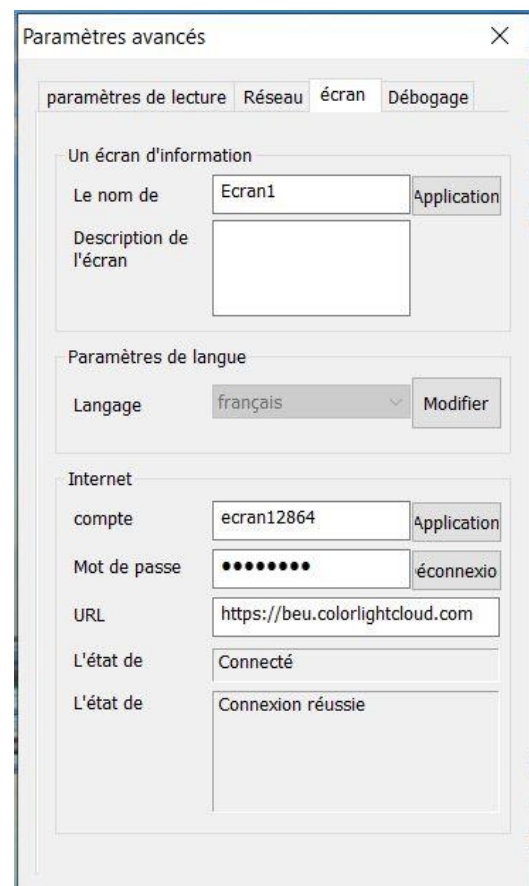 Paramètres avancés
paramètres de lecture Réseau écran Débogage
Un écran d'information
Le nom de Ecran1 Application
Description de
l'écran
Paramètres de langue
Langage français Modifier
Internet
compte ecran12864 Application
Mot de passe ●●●●●●●● éconnexio
URL https://beu.colorlightcloud.com
L'état de Connecté
L'état de Connexion réussie